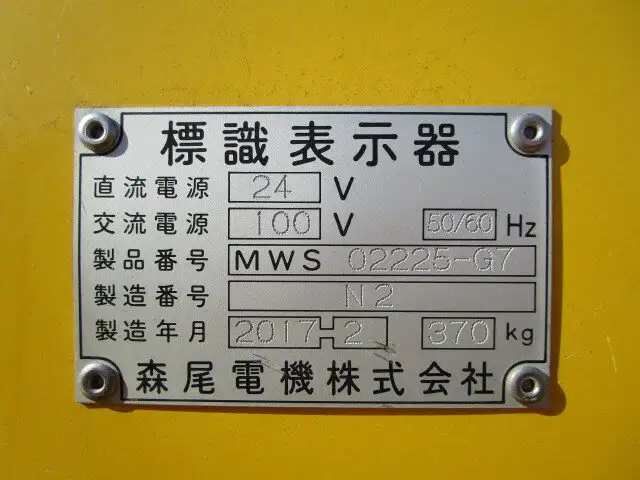 標識表示器
直流電源 24 V
交流電源 100 V 50/60 Hz
製品番号 MWS 02225-G7
製造番号 N2
製造年月 2017-2 370 kg
森尾電機株式会社